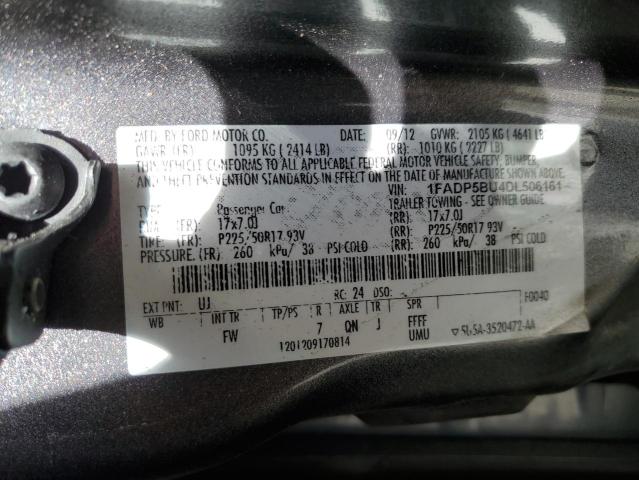 MFD. BY FORD MOTOR CO. DATE: 09/12 GVWR: 2105 KG ( 4641 LB)
GAWR: (FR) 1095 KG ( 2414 LB) (RR): 1010 KG ( 2227 LB)
THIS VEHICLE CONFORMS TO ALL APPLICABLE FEDERAL MOTOR VEHICLE SAFETY, BUMPER,
AND THEFT PREVENTION STANDARDS IN EFFECT ON THE DATE OF MANUFACTURE SHOWN ABOVE.
VIN: 1FADP5BU4DL506161
TYPE: Passenger Car TRAILER TOWING - SEE OWNER GUIDE
RIM: (FR): 17x7.0J (RR): 17x7.0J
TIRE: (FR): P225/50R17 93V (RR): P225/50R17 93V
PRESSURE: (FR) 260 kPa/ 38 PSI COLD (RR): 260 kPa/ 38 PSI COLD
EXT PNT: UJ RC: 24 DSO: F0040
WB INT TR TP/PS R AXLE TR SPR
FW 7 QN J FFFF
UMU
1201209170814
5U5A-3520472-AA